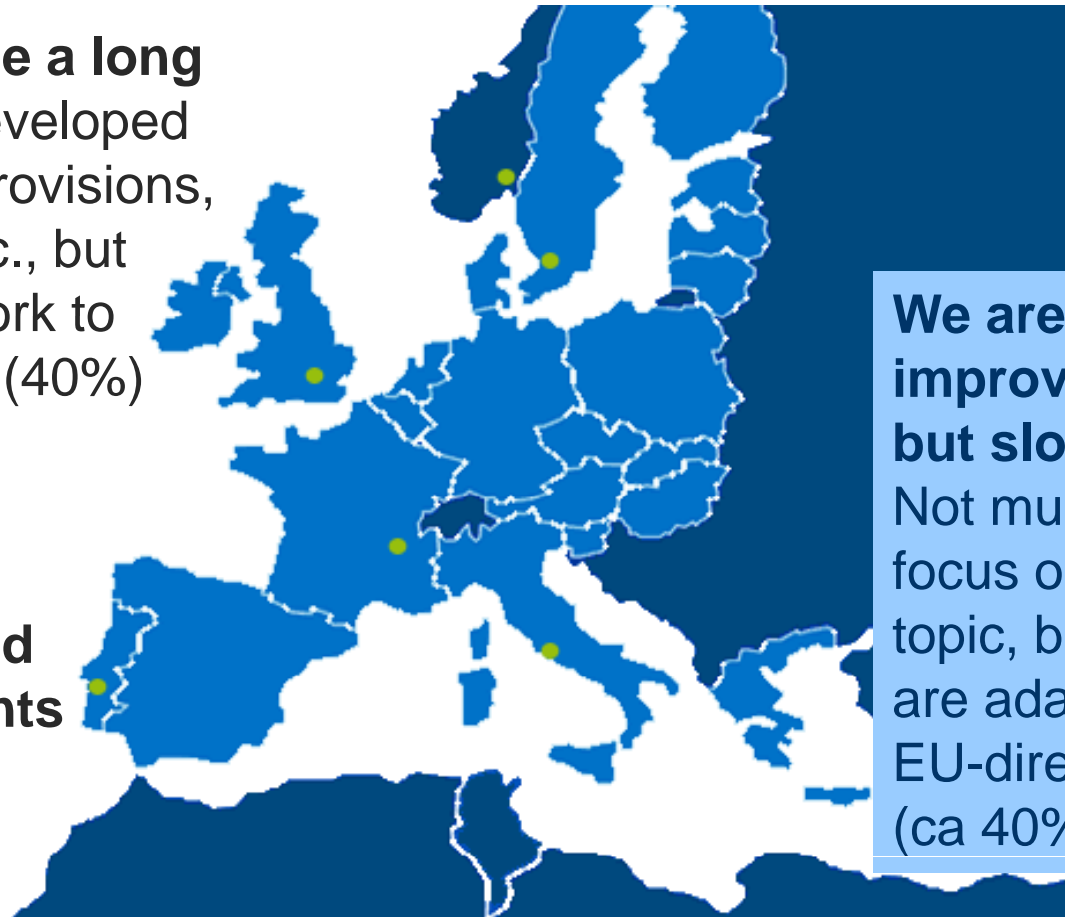 e a long
eveloped
rovisions,
c., but
ork to
(40%)
d
nts
We are
improv
but slo
Not mu
focus o
topic, b
are ada
EU-dire
(ca 40%